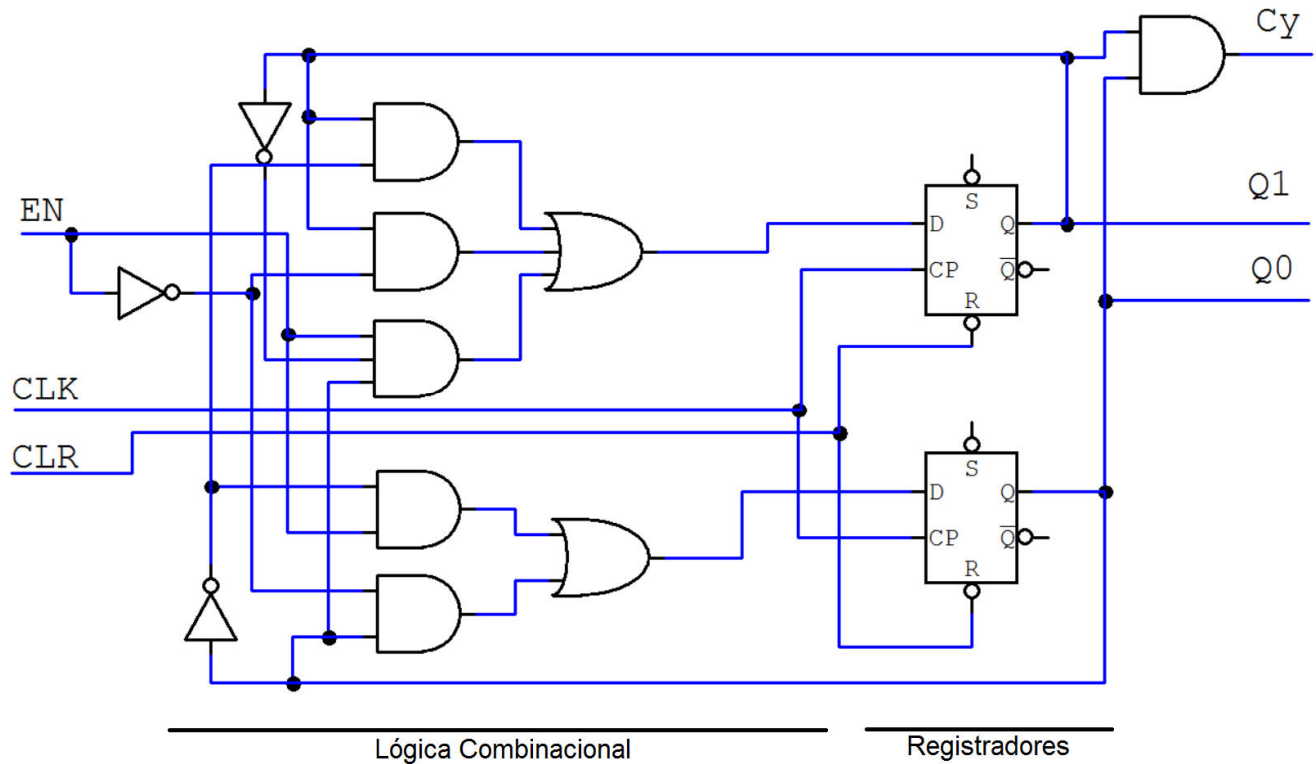 Cy
Q1
Q0
EN
CLK
CLR
S
D Q
CP Q̅
R
S
D Q
CP Q̅
R
Lógica Combinacional
Registradores